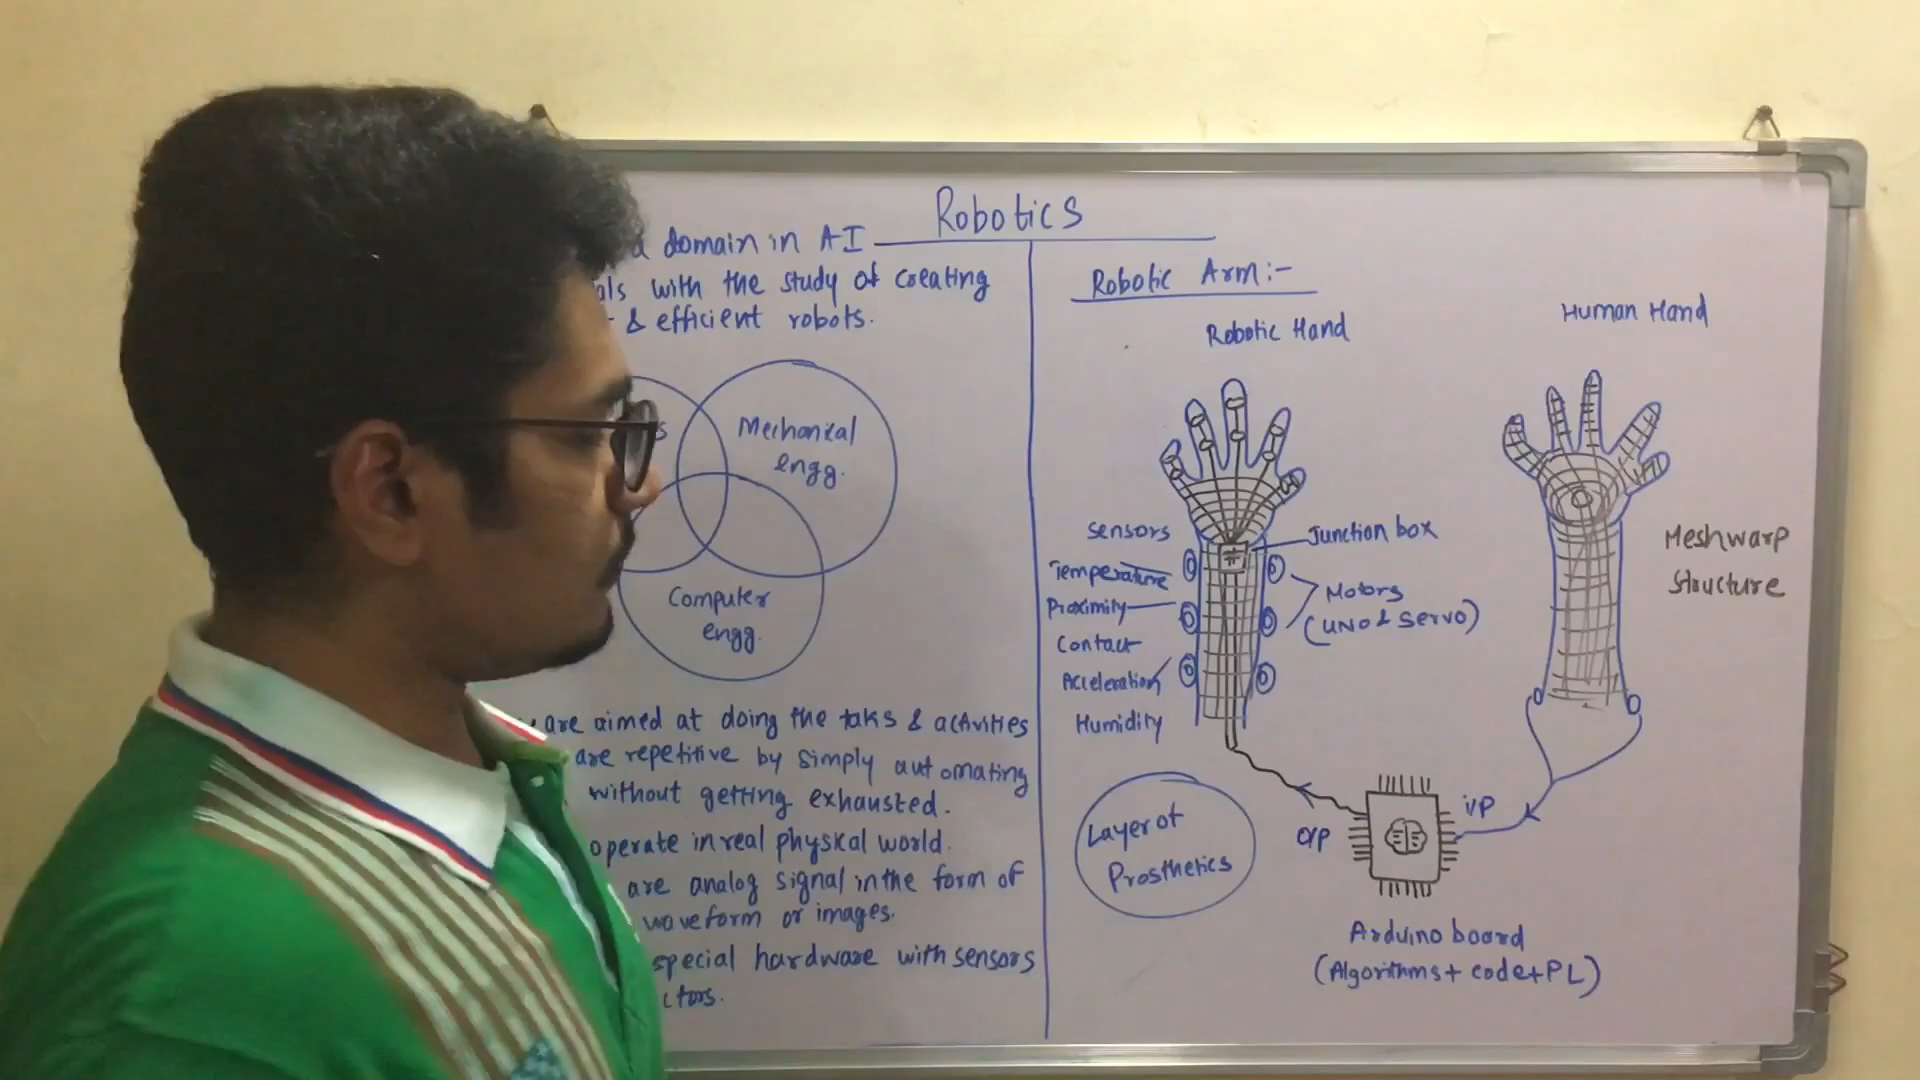 Robotics
a domain in AI
als with the study of creating
& efficient robots.
Mechanical
engg.
s
Computer
engg.
are aimed at doing the taks & activities
are repetitive by simply automating
without getting exhausted.
operate in real physical world.
are analog signal in the form of
waveform or images.
special hardware with sensors
ctors.
Robotic Arm:-
Robotic Hand
Human Hand
Sensors
Temperature
Proximity
Contact
Acceleration
Humidity
Junction box
Motors
(UNO & Servo)
Meshwarp
Structure
Layer of
Prosthetics
O/P
i/P
Arduino board
(Algorithms + code + PL)